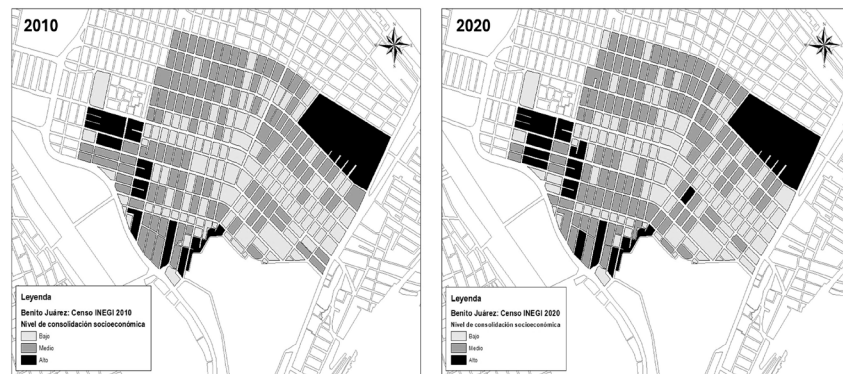 2010
Leyenda
Benito Juárez: Censo INEGI 2010
Nivel de consolidación socioeconómica
Bajo
Medio
Alto
2020
Leyenda
Benito Juárez: Censo INEGI 2020
Nivel de consolidación socioeconómica
Bajo
Medio
Alto